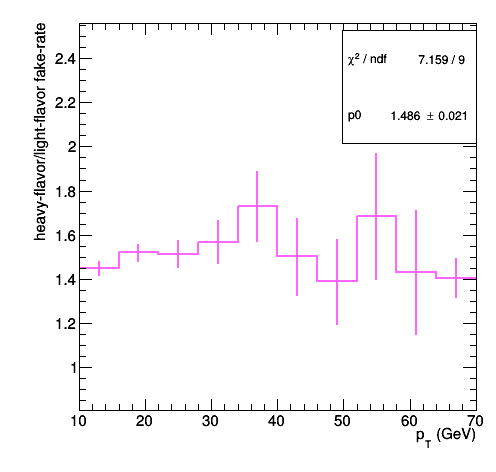 heavy-flavor/light-flavor fake-rate
χ² / ndf 7.159 / 9
p0 1.486 ± 0.021
2.4
2.2
2
1.8
1.6
1.4
1.2
1
10 20 30 40 50 60 70
p_T (GeV)